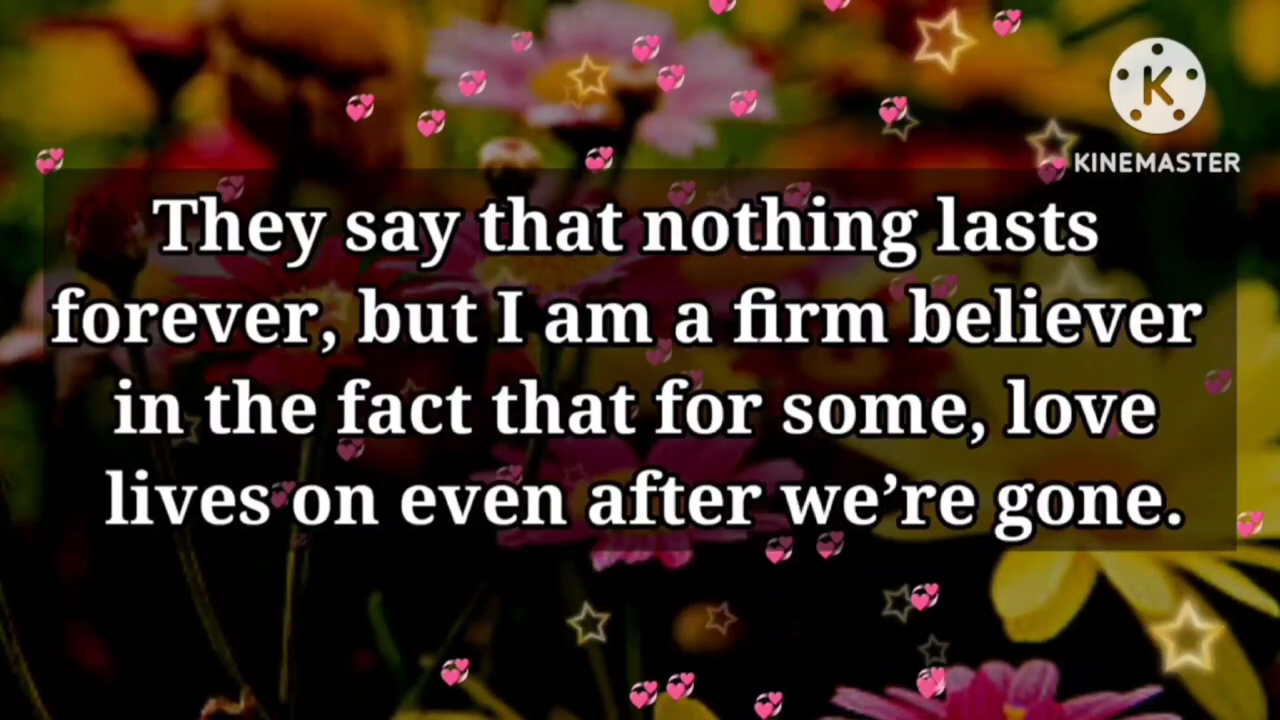 K
KINEMASTER
They say that nothing lasts
forever, but I am a firm believer
in the fact that for some, love
lives on even after we’re gone.